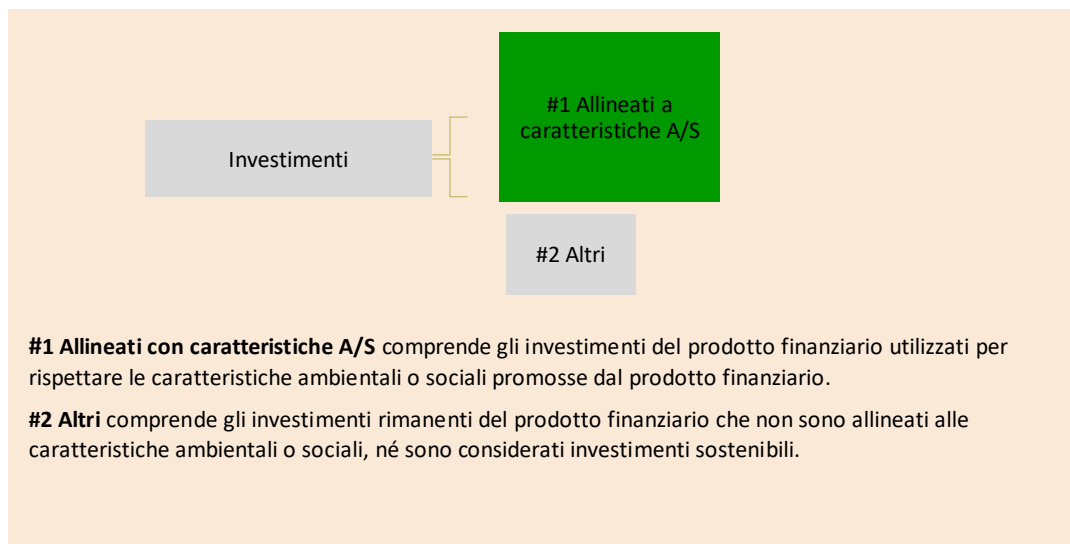 #1 Allineati a
caratteristiche A/S
Investimenti
#2 Altri
#1 Allineati con caratteristiche A/S comprende gli investimenti del prodotto finanziario utilizzati per
rispettare le caratteristiche ambientali o sociali promosse dal prodotto finanziario.
#2 Altri comprende gli investimenti rimanenti del prodotto finanziario che non sono allineati alle
caratteristiche ambientali o sociali, né sono considerati investimenti sostenibili.